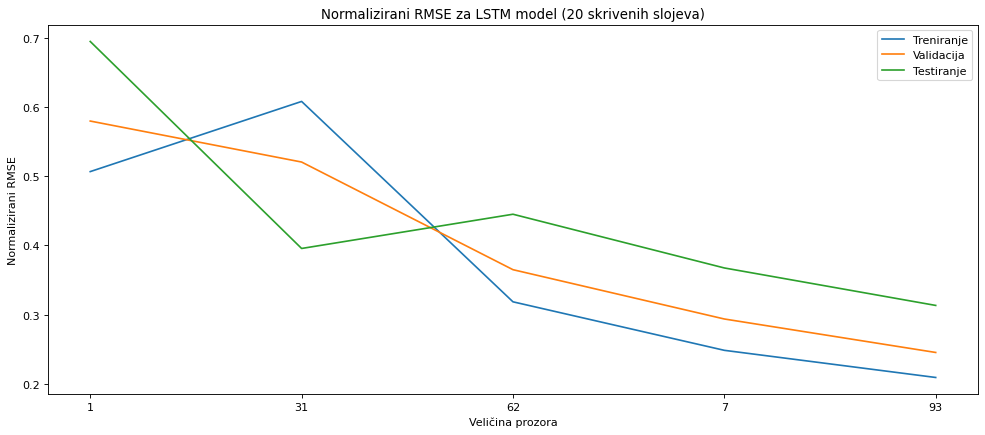 Normalizirani RMSE za LSTM model (20 skrivenih slojeva)
Treniranje
Validacija
Testiranje
Normalizirani RMSE
0.7
0.6
0.5
0.4
0.3
0.2
1 31 62 7 93
Veličina prozora